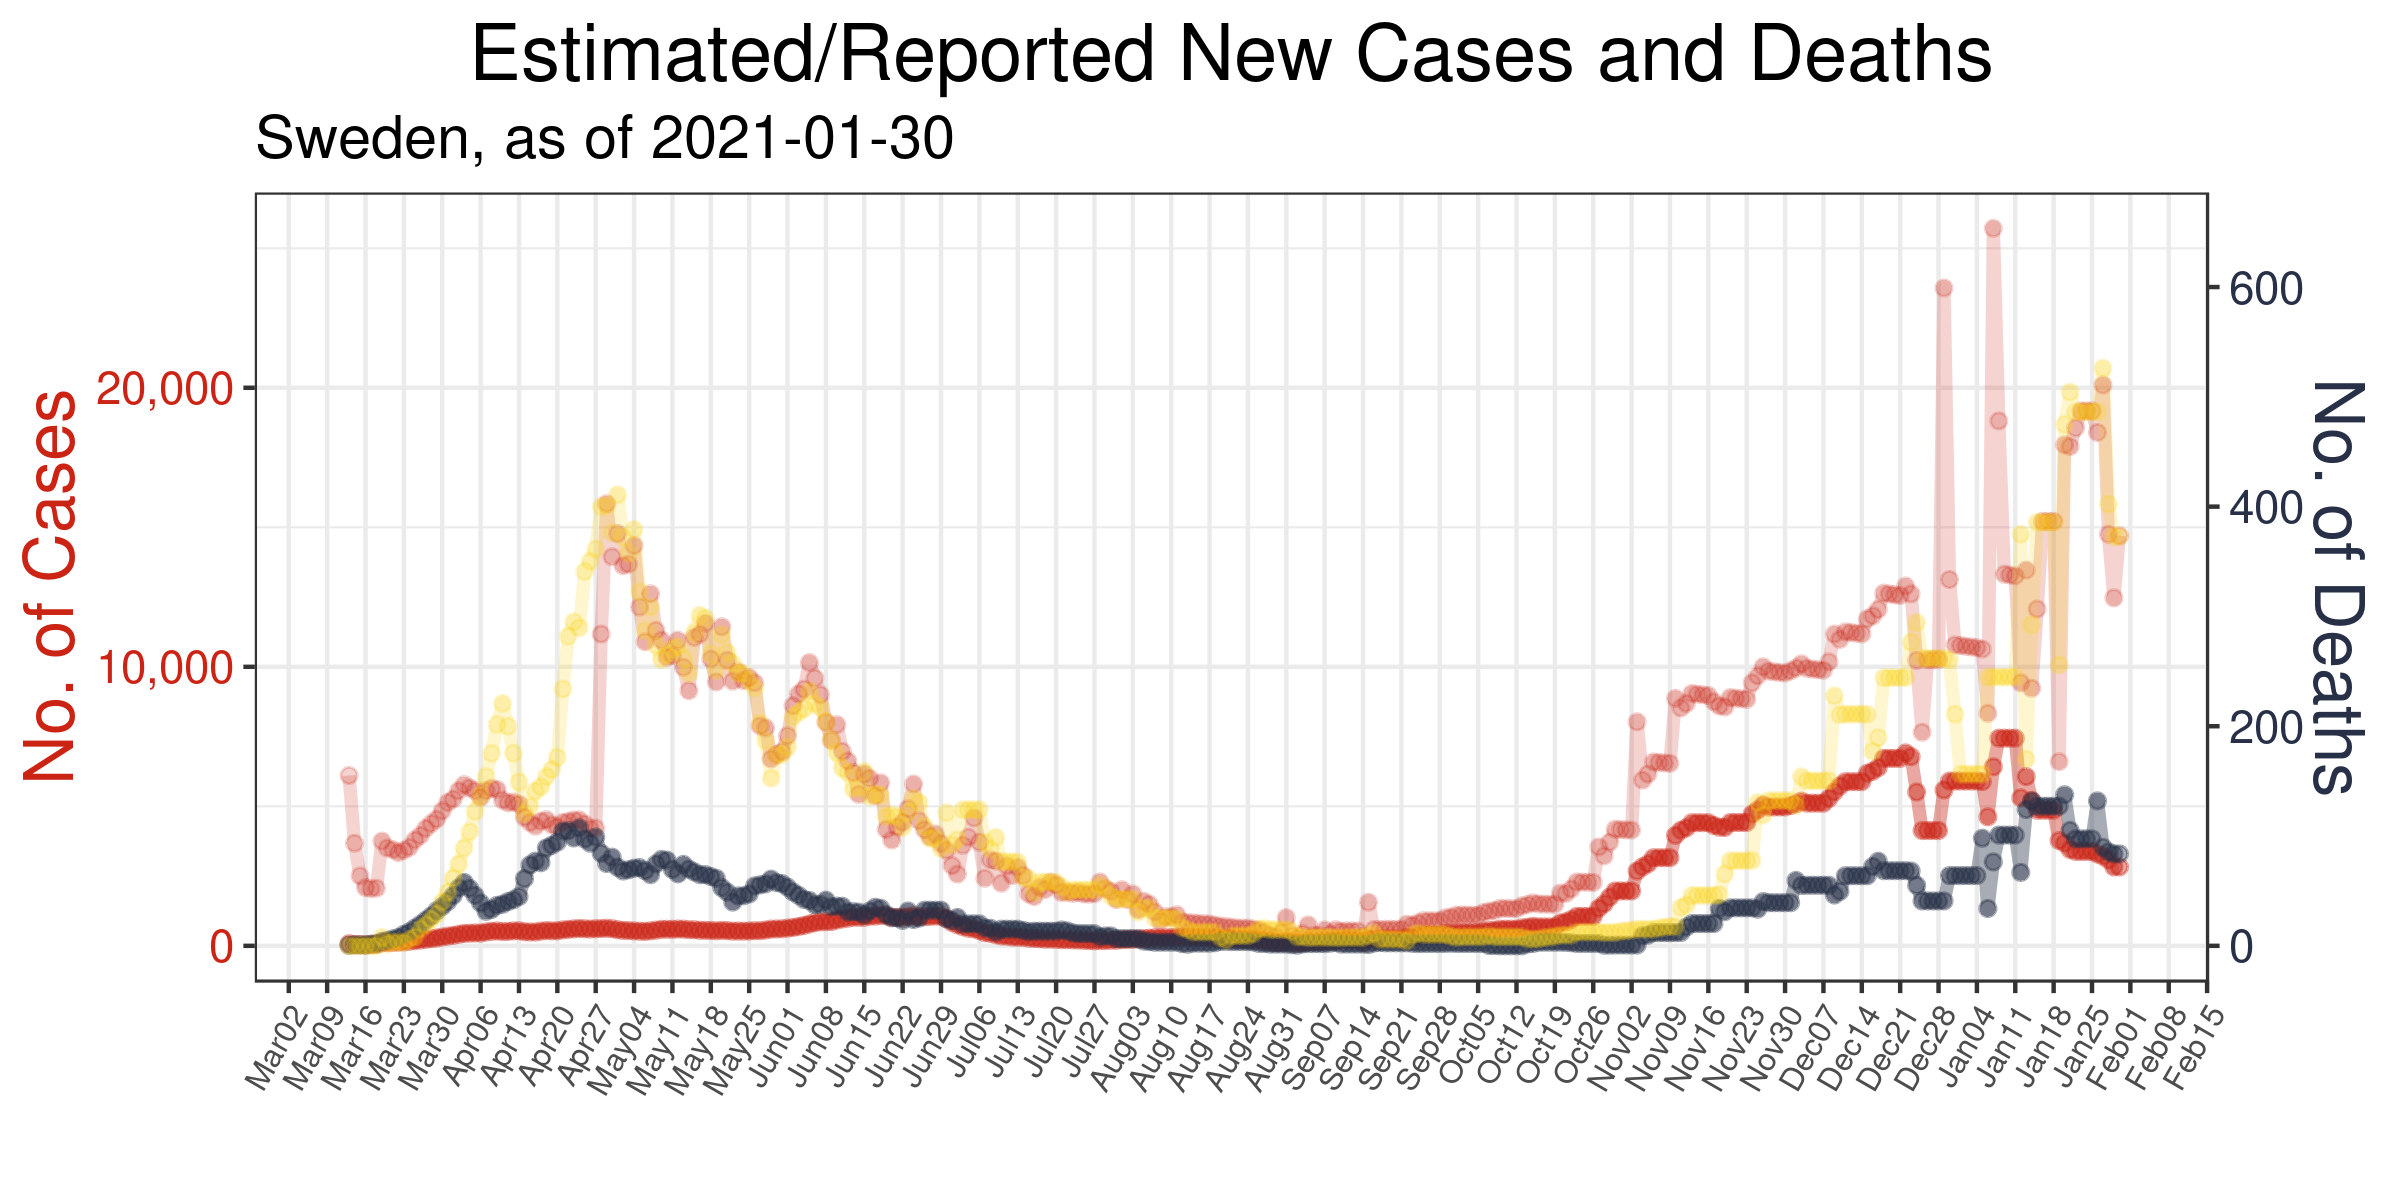 Estimated/Reported New Cases and Deaths
Sweden, as of 2021-01-30
No. of Cases
20,000
10,000
0
600
400
200
0
No. of Deaths
Mar02
Mar09
Mar16
Mar23
Mar30
Apr06
Apr13
Apr20
Apr27
May04
May11
May18
May25
Jun01
Jun08
Jun15
Jun22
Jun29
Jul06
Jul13
Jul20
Jul27
Aug03
Aug10
Aug17
Aug24
Aug31
Sep07
Sep14
Sep21
Sep28
Oct05
Oct12
Oct19
Oct26
Nov02
Nov09
Nov16
Nov23
Nov30
Dec07
Dec14
Dec21
Dec28
Jan04
Jan11
Jan18
Jan25
Feb01
Feb08
Feb15